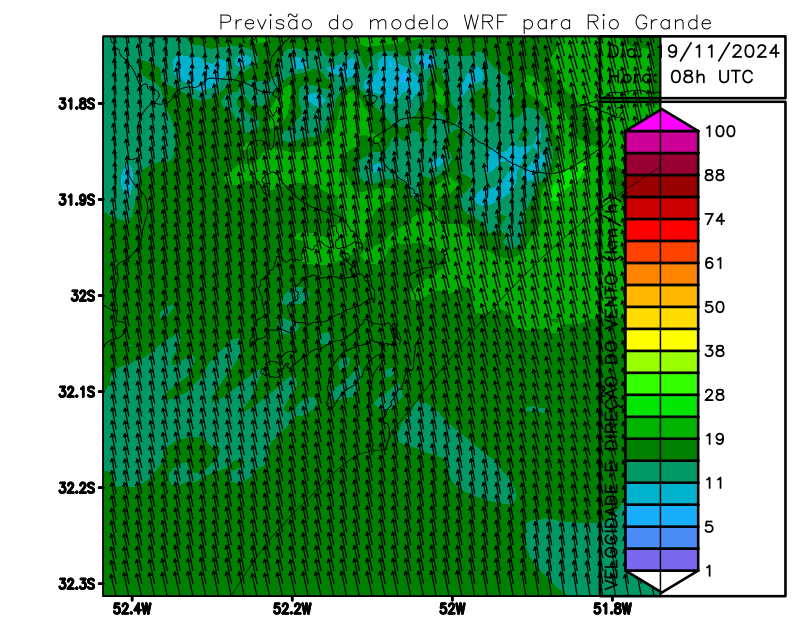 Previsão do modelo WRF para Rio Grande
Dia: 19/11/2024
Hora: 08h UTC
31.8S
31.9S
32S
32.1S
32.2S
32.3S
52.4W
52.2W
52W
51.8W
VELOCIDADE E DIREÇÃO DO VENTO (km/h)
100
88
74
61
50
38
28
19
11
5
1